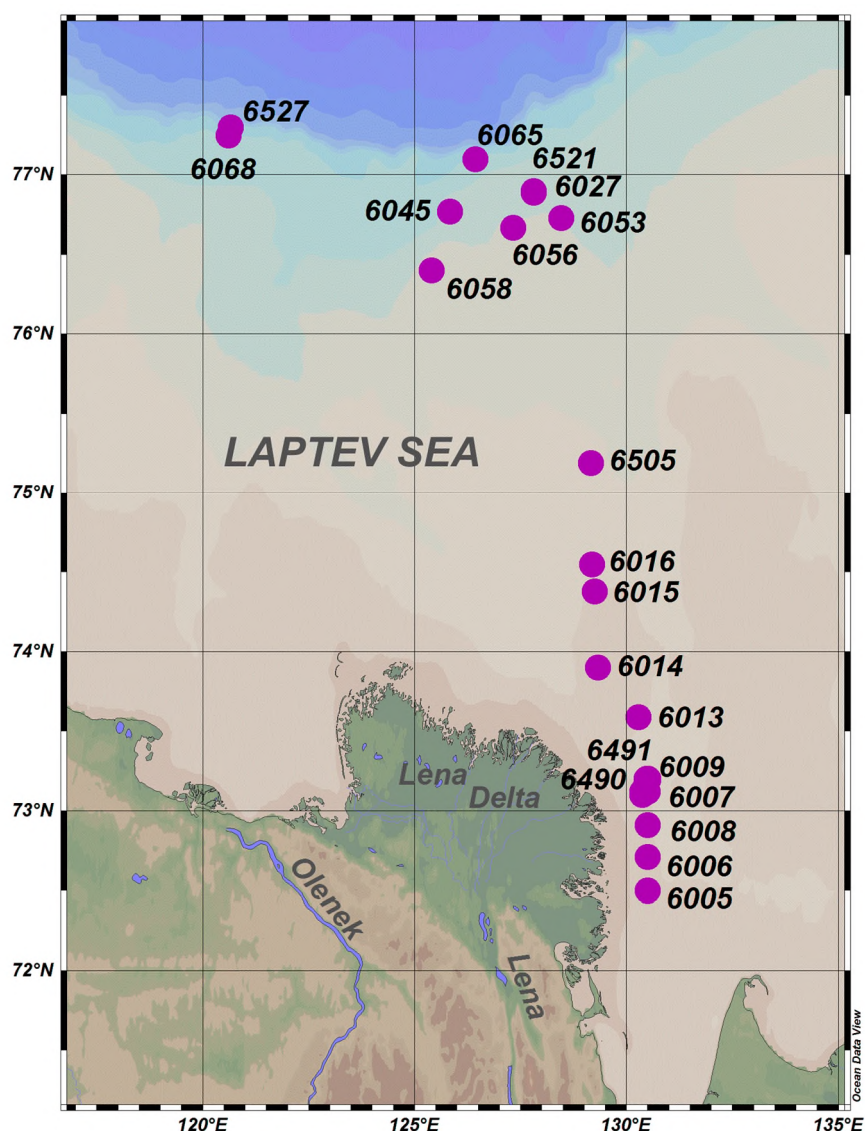 6527
6065
6068
6521
77°N
6027
6045
6053
6056
6058
76°N
LAPTEV SEA
6505
75°N
6016
6015
74°N
6014
6013
6491
6009
Lena
6490
Delta
6007
73°N
6008
6006
Olenek
6005
72°N
Lena
Ocean Data View
120°E
125°E
130°E
135°E